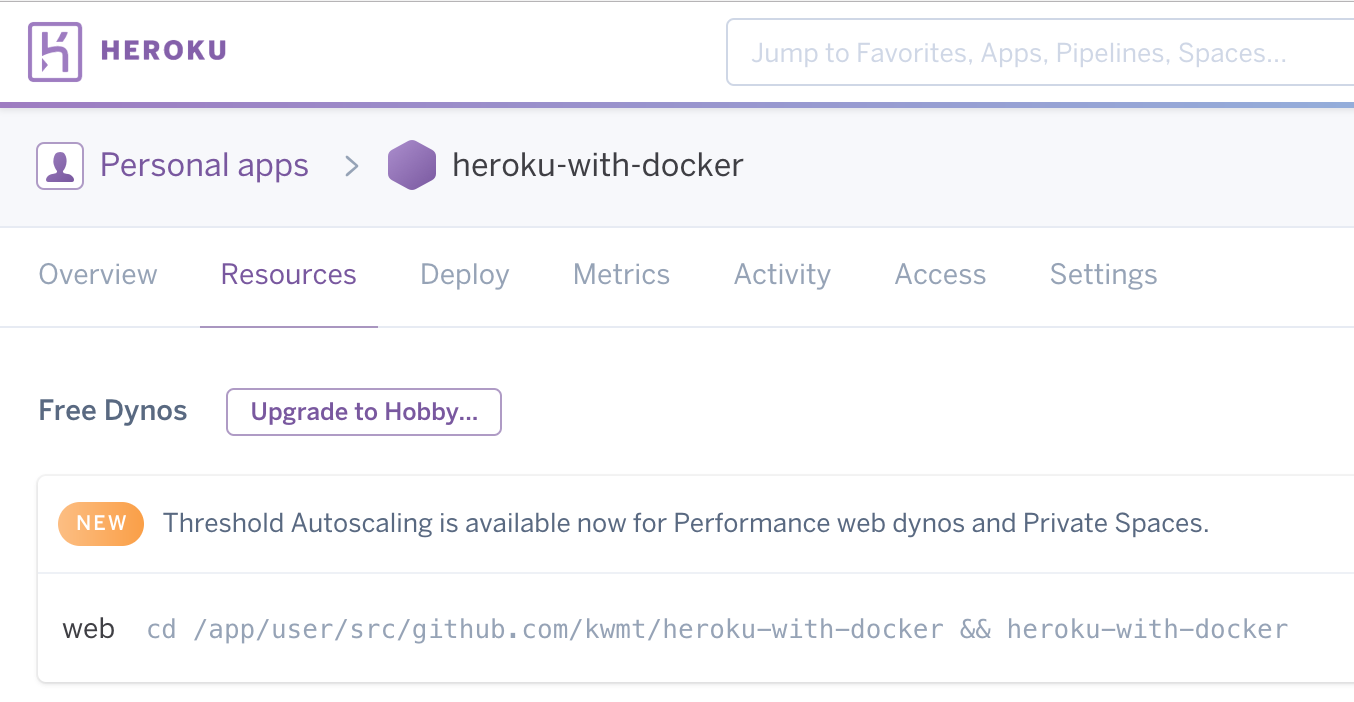 HEROKU
Jump to Favorites, Apps, Pipelines, Spaces...
Personal apps > heroku-with-docker
Overview Resources Deploy Metrics Activity Access Settings
Free Dynos Upgrade to Hobby...
NEW Threshold Autoscaling is available now for Performance web dynos and Private Spaces.
web cd /app/user/src/github.com/kwmt/heroku-with-docker && heroku-with-docker